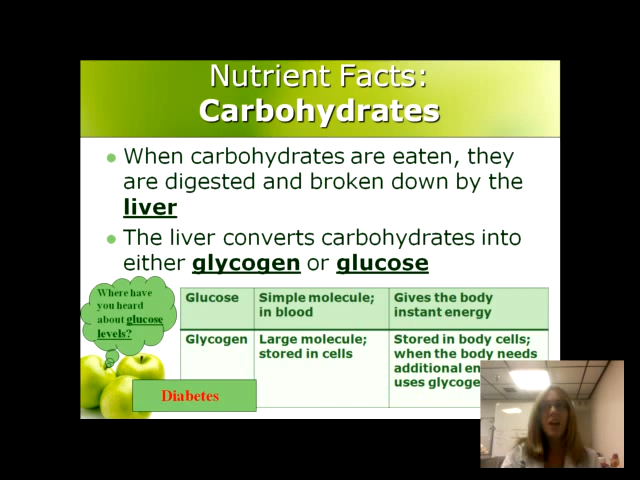 Nutrient Facts:
Carbohydrates
When carbohydrates are eaten, they
are digested and broken down by the
liver
The liver converts carbohydrates into
either glycogen or glucose
Where have
you heard
about glucose
levels?
Glucose
Simple molecule;
in blood
Gives the body
instant energy
Glycogen
Large molecule;
stored in cells
Stored in body cells;
when the body needs
additional
uses
Diabetes